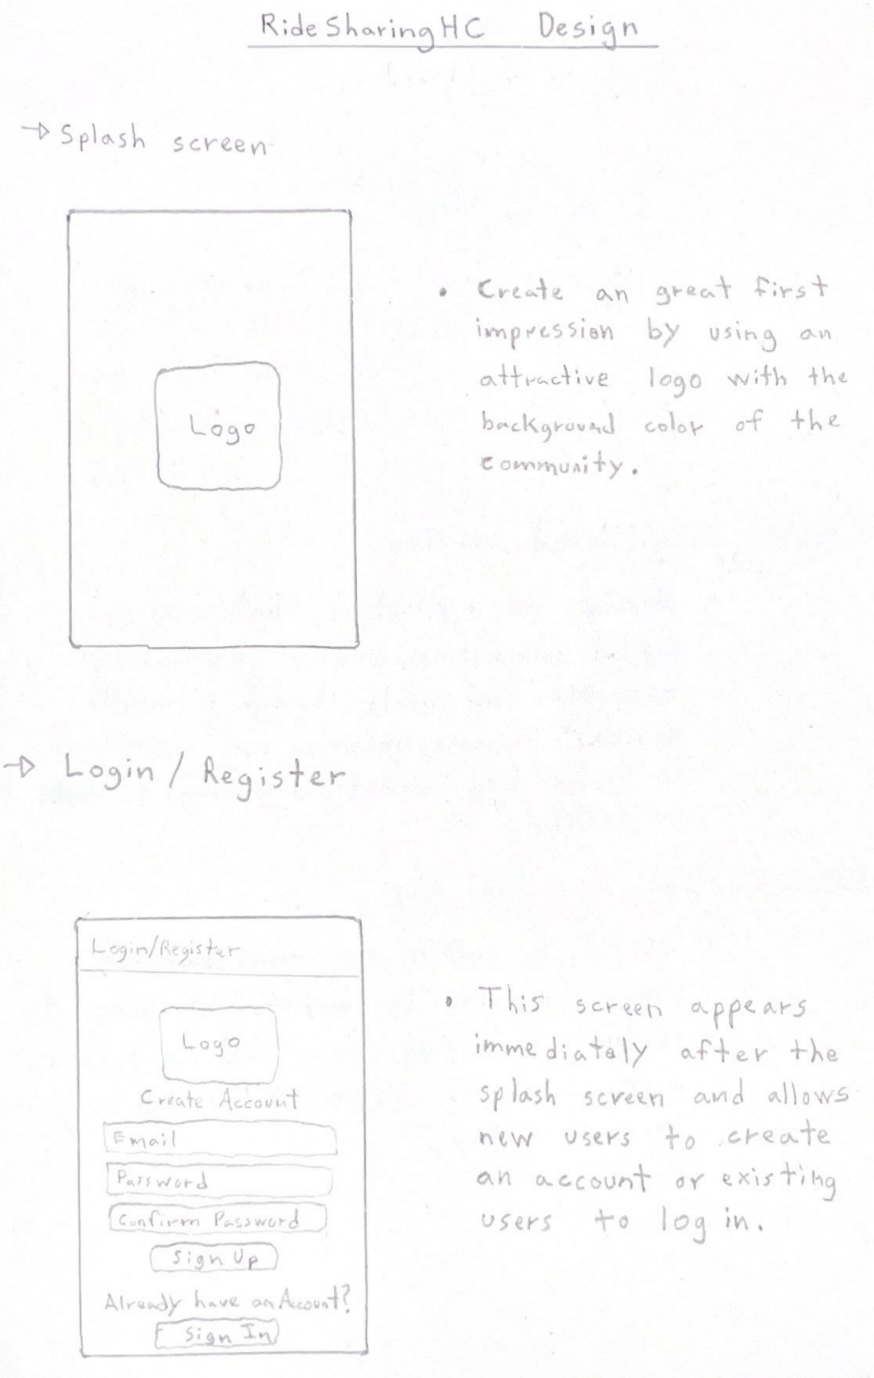 RideSharingHC Design
→ Splash screen
Logo
• Create an great first
impression by using an
attractive logo with the
background color of the
community.
→ Login / Register
Login/Register
Logo
Create Account
Email
Password
Confirm Password
Sign Up
Already have an Account?
Sign In
• This screen appears
immediately after the
splash screen and allows
new users to create
an account or existing
users to log in.